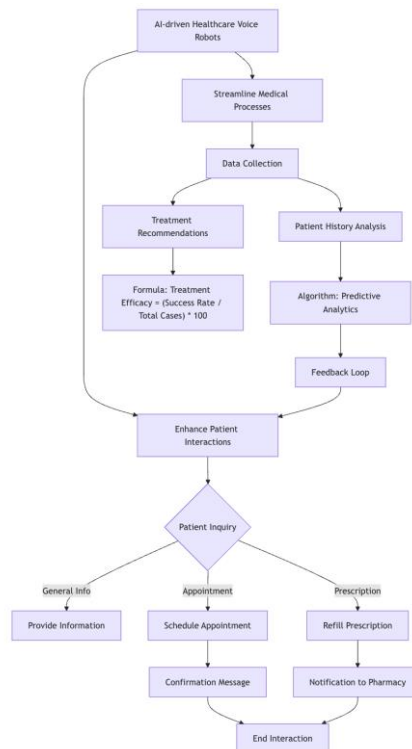 AI-driven Healthcare Voice
Robots
Streamline Medical
Processes
Data Collection
Treatment
Recommendations
Patient History Analysis
Formula: Treatment
Efficacy = (Success Rate /
Total Cases) * 100
Algorithm: Predictive
Analytics
Feedback Loop
Enhance Patient
Interactions
Patient Inquiry
General Info
Appointment
Prescription
Provide Information
Schedule Appointment
Refill Prescription
Confirmation Message
Notification to Pharmacy
End Interaction